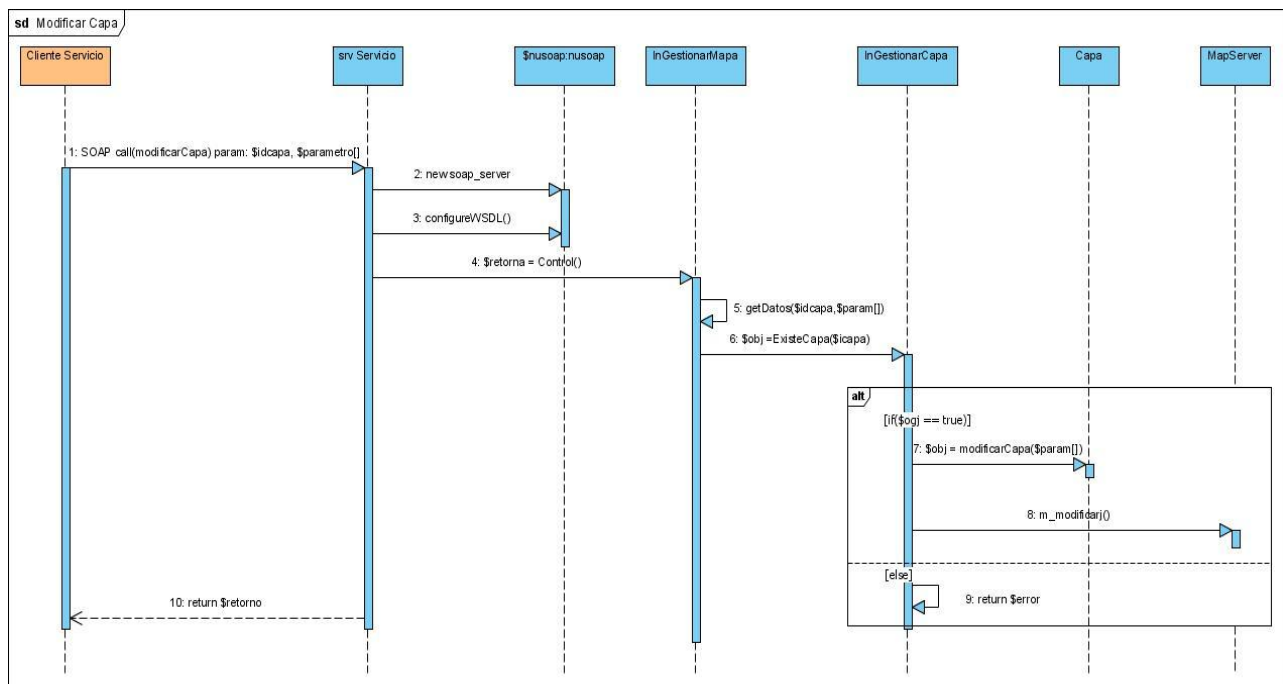 sd Modificar Capa
Cliente Servicio
srv Servicio
$nusoap:nusoap
InGestionarMapa
InGestionarCapa
Capa
MapServer
1: SOAP call(modificarCapa) param: $idcapa, $parametro[]
2: new soap_server
3: configureWSDL()
4: $retorna = Control()
5: getDatos($idcapa,$param[])
6: $obj =ExisteCapa($icapa)
alt
[if($ogj == true)]
7: $obj = modificarCapa($param[])
8: m_modificarj()
[else]
9: return $error
10: return $retorno